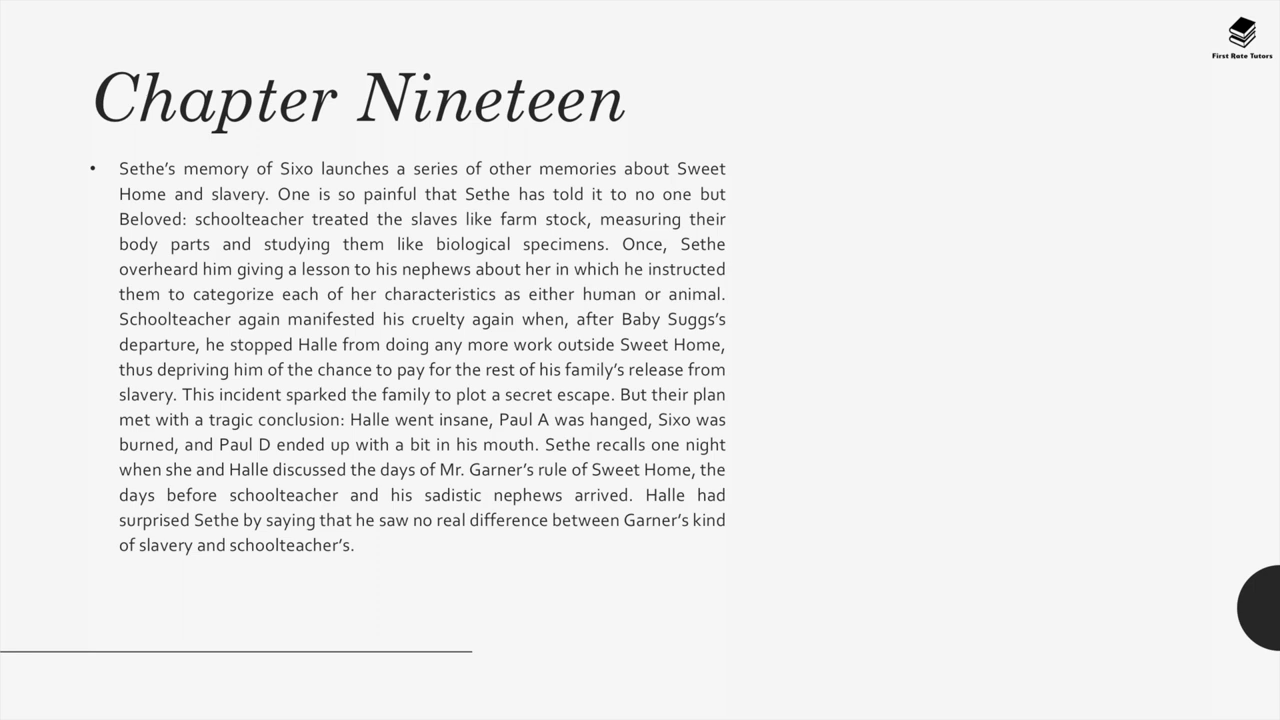 First Rate Tutors
Chapter Nineteen
• Sethe’s memory of Sixo launches a series of other memories about Sweet
Home and slavery. One is so painful that Sethe has told it to no one but
Beloved: schoolteacher treated the slaves like farm stock, measuring their
body parts and studying them like biological specimens. Once, Sethe
overheard him giving a lesson to his nephews about her in which he instructed
them to categorize each of her characteristics as either human or animal.
Schoolteacher again manifested his cruelty again when, after Baby Suggs’s
departure, he stopped Halle from doing any more work outside Sweet Home,
thus depriving him of the chance to pay for the rest of his family’s release from
slavery. This incident sparked the family to plot a secret escape. But their plan
met with a tragic conclusion: Halle went insane, Paul A was hanged, Sixo was
burned, and Paul D ended up with a bit in his mouth. Sethe recalls one night
when she and Halle discussed the days of Mr. Garner’s rule of Sweet Home, the
days before schoolteacher and his sadistic nephews arrived. Halle had
surprised Sethe by saying that he saw no real difference between Garner’s kind
of slavery and schoolteacher’s.